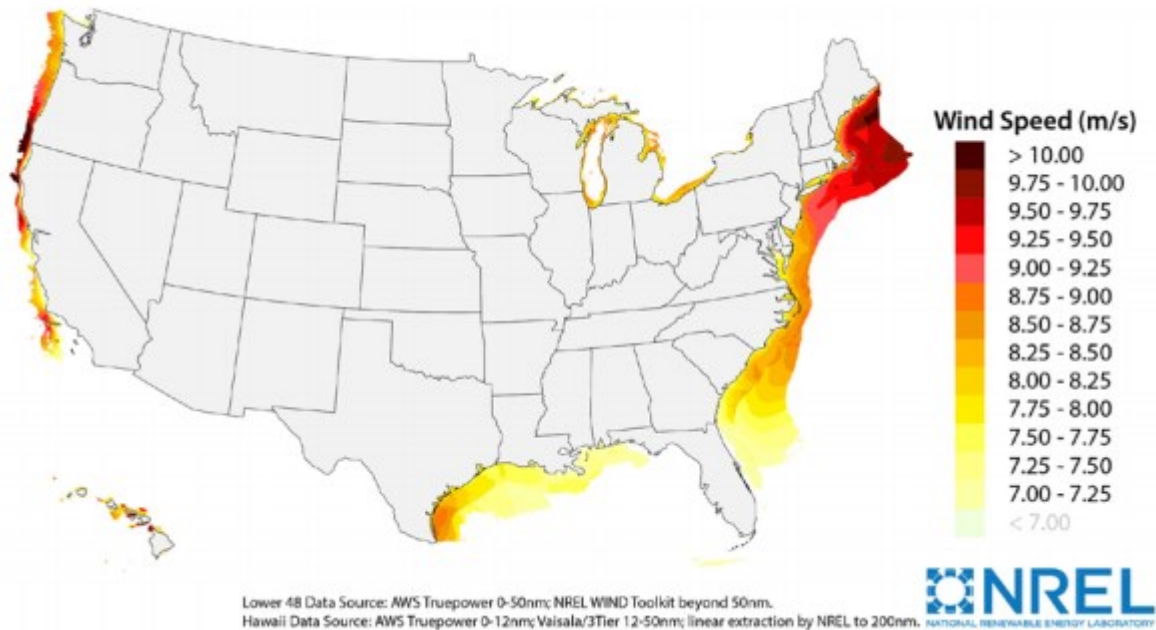 Wind Speed (m/s)
> 10.00
9.75 - 10.00
9.50 - 9.75
9.25 - 9.50
9.00 - 9.25
8.75 - 9.00
8.50 - 8.75
8.25 - 8.50
8.00 - 8.25
7.75 - 8.00
7.50 - 7.75
7.25 - 7.50
7.00 - 7.25
< 7.00
Lower 48 Data Source: AWS Truepower 0-50nm; NREL WIND Toolkit beyond 50nm.
Hawaii Data Source: AWS Truepower 0-12nm; Vaisala/3Tier 12-50nm; linear extraction by NREL to 200nm.
NREL
NATIONAL RENEWABLE ENERGY LABORATORY